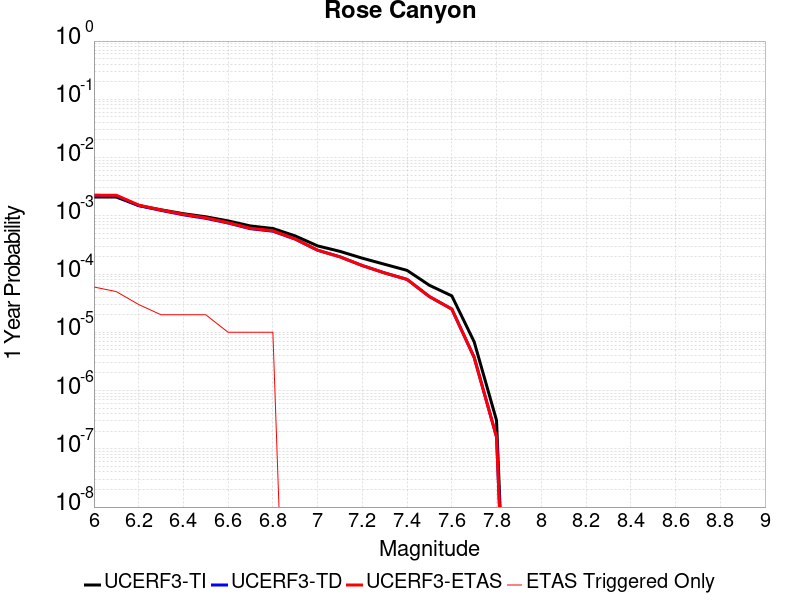 Rose Canyon
10^0
10^-1
10^-2
10^-3
10^-4
10^-5
10^-6
10^-7
10^-8
1 Year Probability
6 6.2 6.4 6.6 6.8 7 7.2 7.4 7.6 7.8 8 8.2 8.4 8.6 8.8 9
Magnitude
UCERF3-TI UCERF3-TD UCERF3-ETAS ETAS Triggered Only